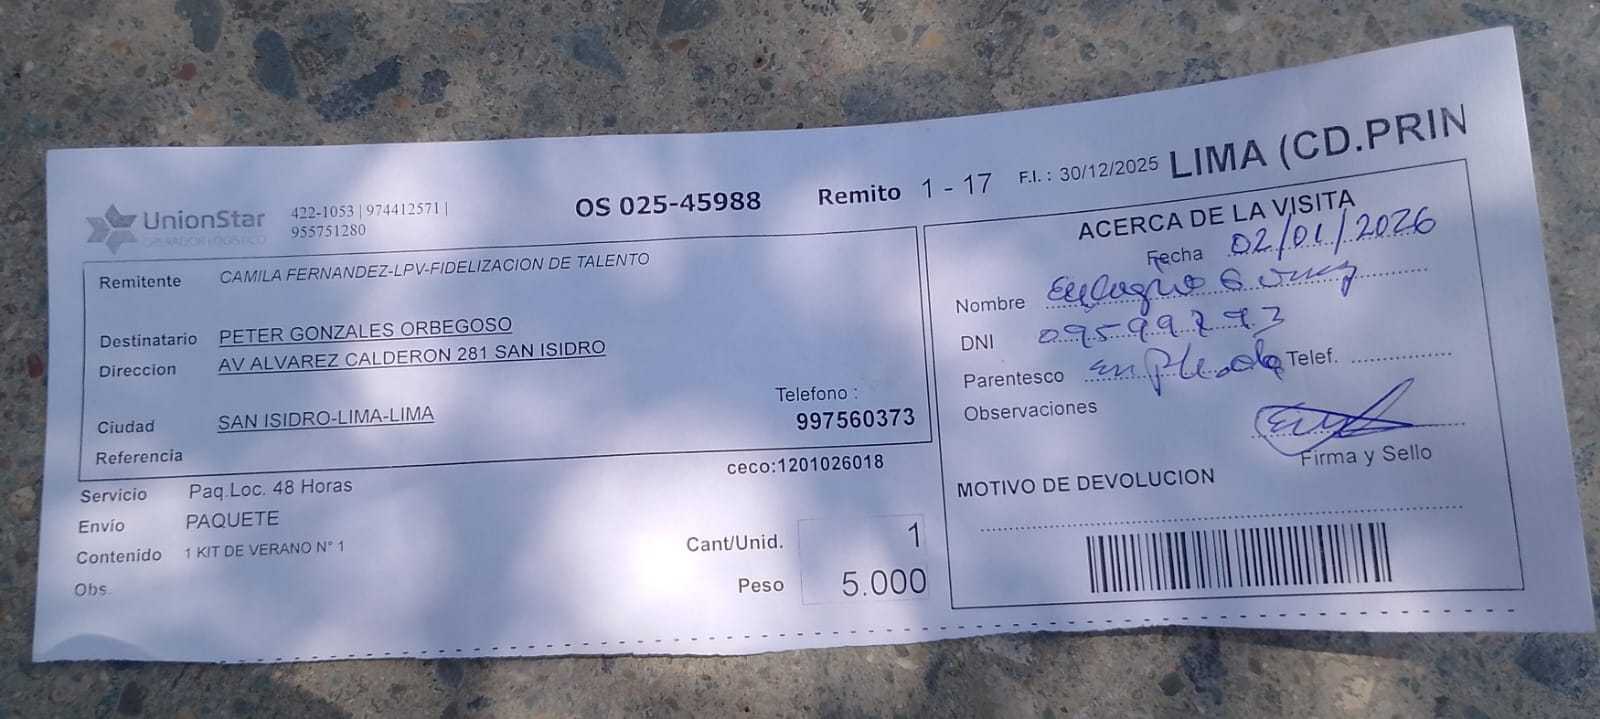 UnionStar
OPERADOR LOGISTICO
422-1053 | 974412571 |
955751280
OS 025-45988
Remito 1 - 17
F.I. : 30/12/2025
LIMA (CD.PRIN
Remitente CAMILA FERNANDEZ-LPV-FIDELIZACION DE TALENTO
Destinatario PETER GONZALES ORBEGOSO
Direccion AV ALVAREZ CALDERON 281 SAN ISIDRO
Telefono :
Ciudad SAN ISIDRO-LIMA-LIMA
997560373
Referencia
ceco:1201026018
Servicio Paq.Loc. 48 Horas
Envío PAQUETE
Contenido 1 KIT DE VERANO N° 1
Obs.
Cant/Unid. 1
Peso 5.000
ACERCA DE LA VISITA
Fecha 02/01/2026
Nombre Eulogio
DNI
Parentesco Telef.
Observaciones
Firma y Sello
MOTIVO DE DEVOLUCION